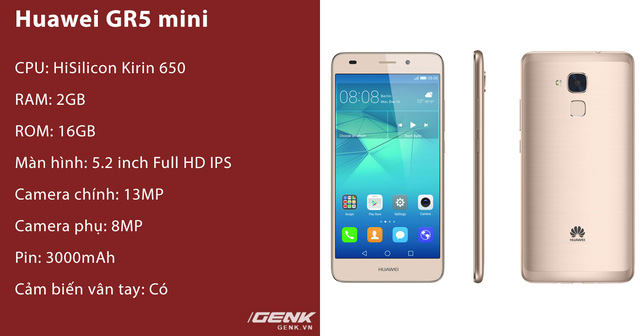 Huawei GR5 mini
CPU: HiSilicon Kirin 650
RAM: 2GB
ROM: 16GB
Màn hình: 5.2 inch Full HD IPS
Camera chính: 13MP
Camera phụ: 8MP
Pin: 3000mAh
Cảm biến vân tay: Có
/GENK
GENK.VN
08:08
HUAWEI
HUAWEI